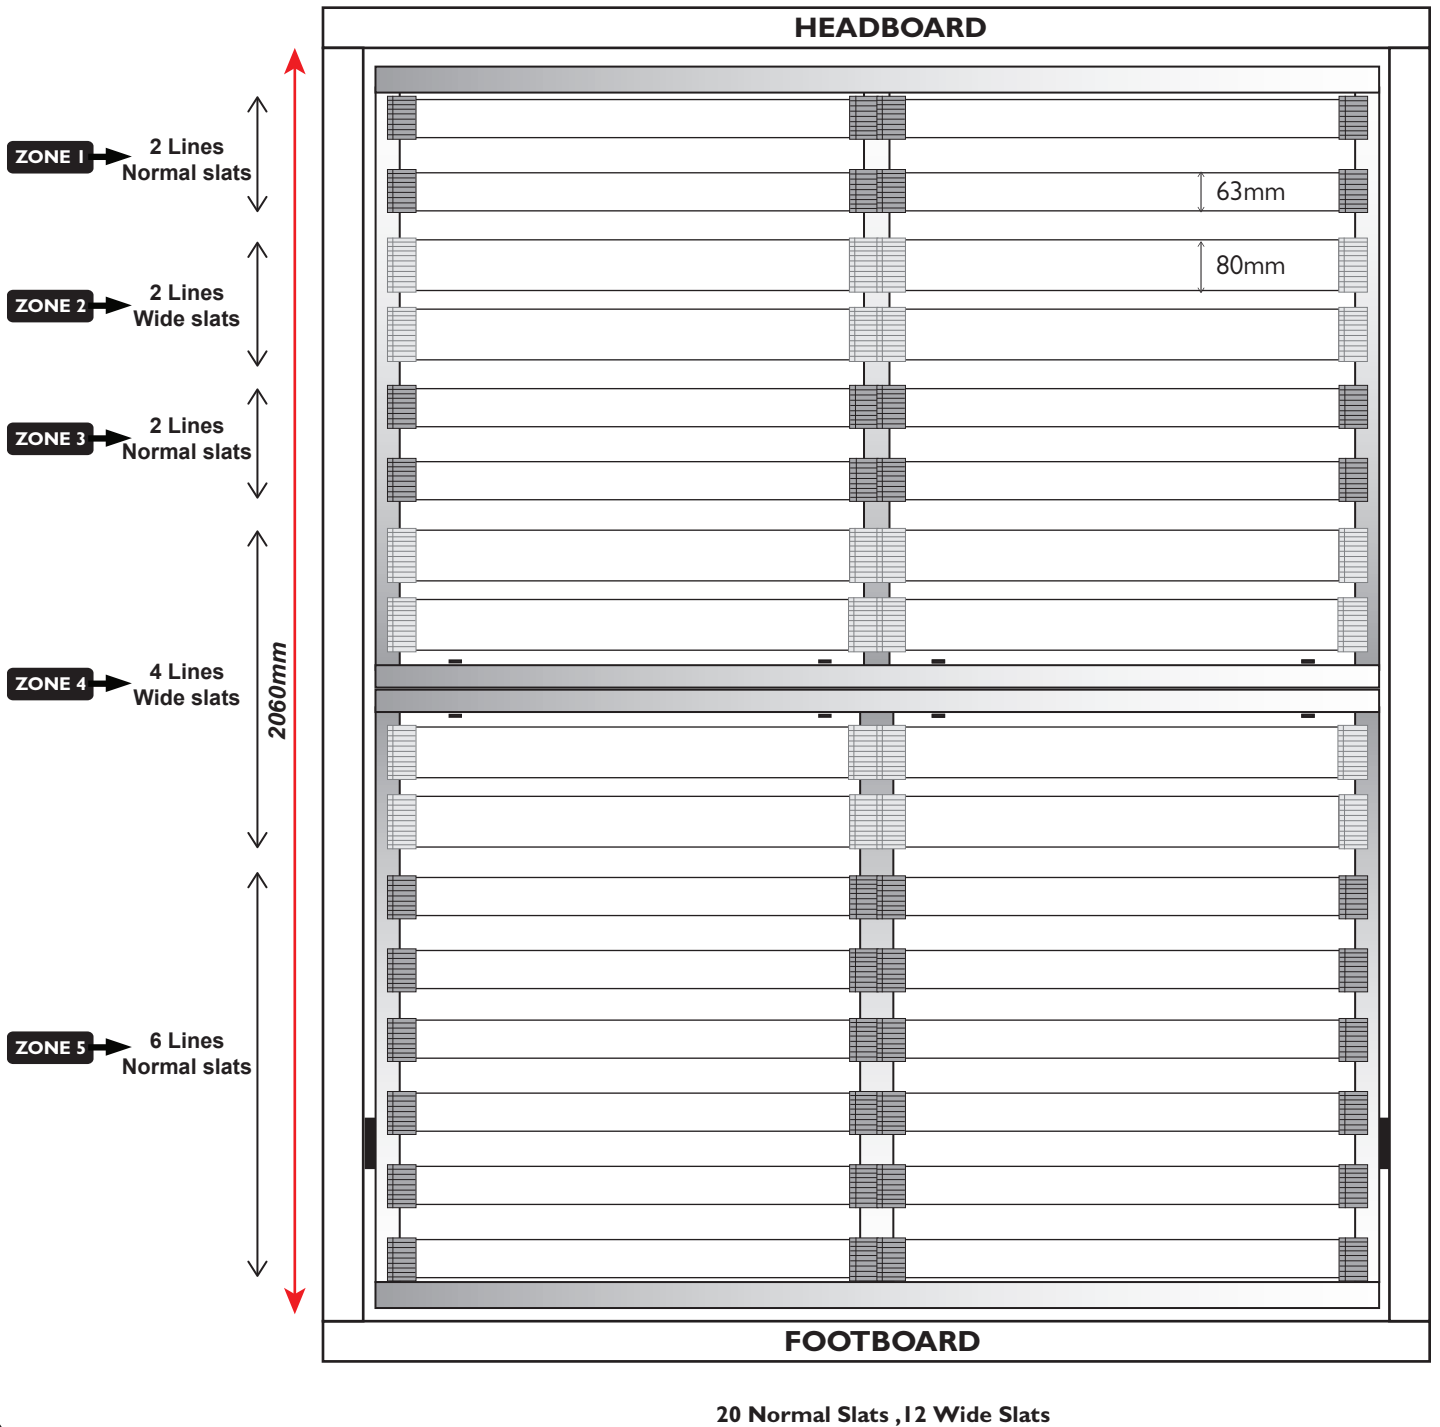 HEADBOARD
ZONE 1
2 Lines
Normal slats
63mm
80mm
ZONE 2
2 Lines
Wide slats
ZONE 3
2 Lines
Normal slats
2060mm
ZONE 4
4 Lines
Wide slats
ZONE 5
6 Lines
Normal slats
FOOTBOARD
20 Normal Slats ,12 Wide Slats